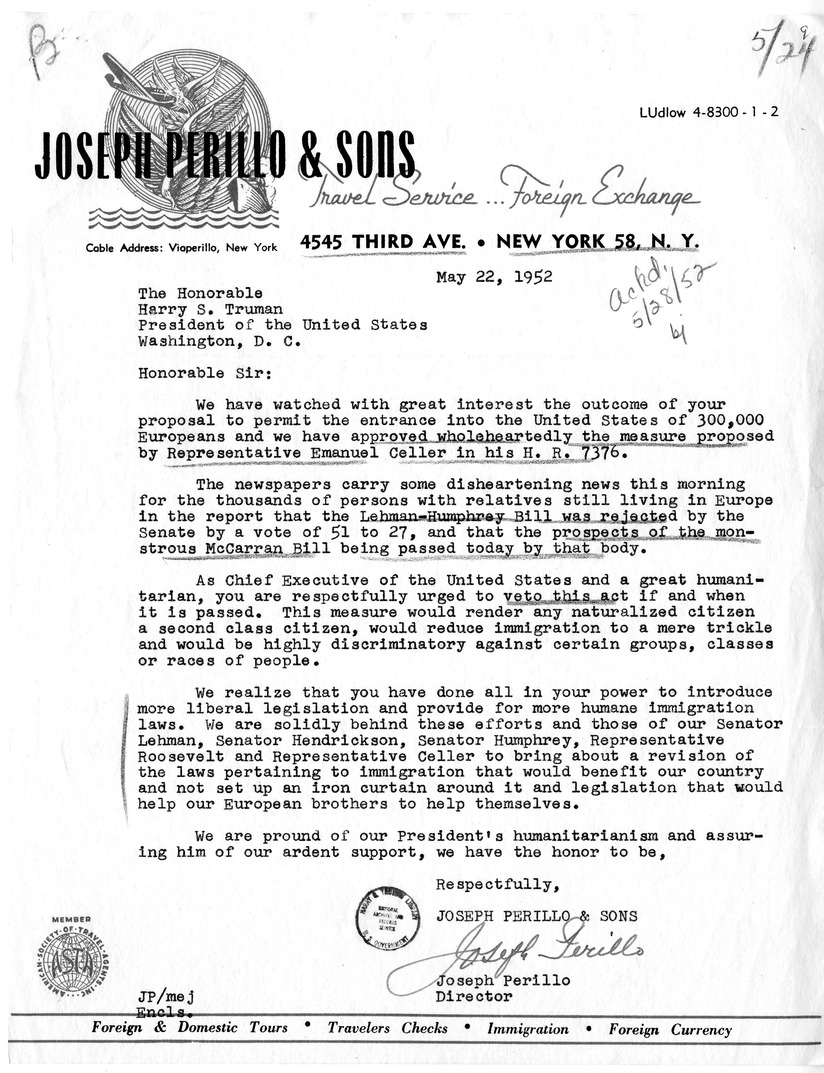 B
5/24
9
LUdlow 4-8300 - 1 - 2
JOSEPH PERILLO & SONS
Travel Service ... Foreign Exchange
Cable Address: Viaperillo, New York
4545 THIRD AVE. • NEW YORK 58, N. Y.
May 22, 1952
Ackd.
5/28/52
bj
The Honorable
Harry S. Truman
President of the United States
Washington, D. C.
Honorable Sir:
We have watched with great interest the outcome of your
proposal to permit the entrance into the United States of 300,000
Europeans and we have approved wholeheartedly the measure proposed
by Representative Emanuel Celler in his H. R. 7376.
The newspapers carry some disheartening news this morning
for the thousands of persons with relatives still living in Europe
in the report that the Lehman-Humphrey Bill was rejected by the
Senate by a vote of 51 to 27, and that the prospects of the mon-
strous McCarran Bill being passed today by that body.
As Chief Executive of the United States and a great humani-
tarian, you are respectfully urged to veto this act if and when
it is passed. This measure would render any naturalized citizen
a second class citizen, would reduce immigration to a mere trickle
and would be highly discriminatory against certain groups, classes
or races of people.
We realize that you have done all in your power to introduce
more liberal legislation and provide for more humane immigration
laws. We are solidly behind these efforts and those of our Senator
Lehman, Senator Hendrickson, Senator Humphrey, Representative
Roosevelt and Representative Celler to bring about a revision of
the laws pertaining to immigration that would benefit our country
and not set up an iron curtain around it and legislation that would
help our European brothers to help themselves.
We are pround of our President's humanitarianism and assur-
ing him of our ardent support, we have the honor to be,
Respectfully,
JOSEPH PERILLO & SONS
Joseph Perillo
Joseph Perillo
Director
HARRY S. TRUMAN LIBRARY
NATIONAL
ARCHIVES AND
RECORDS
SERVICE
U.S. GOVERNMENT
MEMBER
AMERICAN SOCIETY OF TRAVEL AGENTS, INC.
ASTA
JP/mej
Encls.
Foreign & Domestic Tours • Travelers Checks • Immigration • Foreign Currency